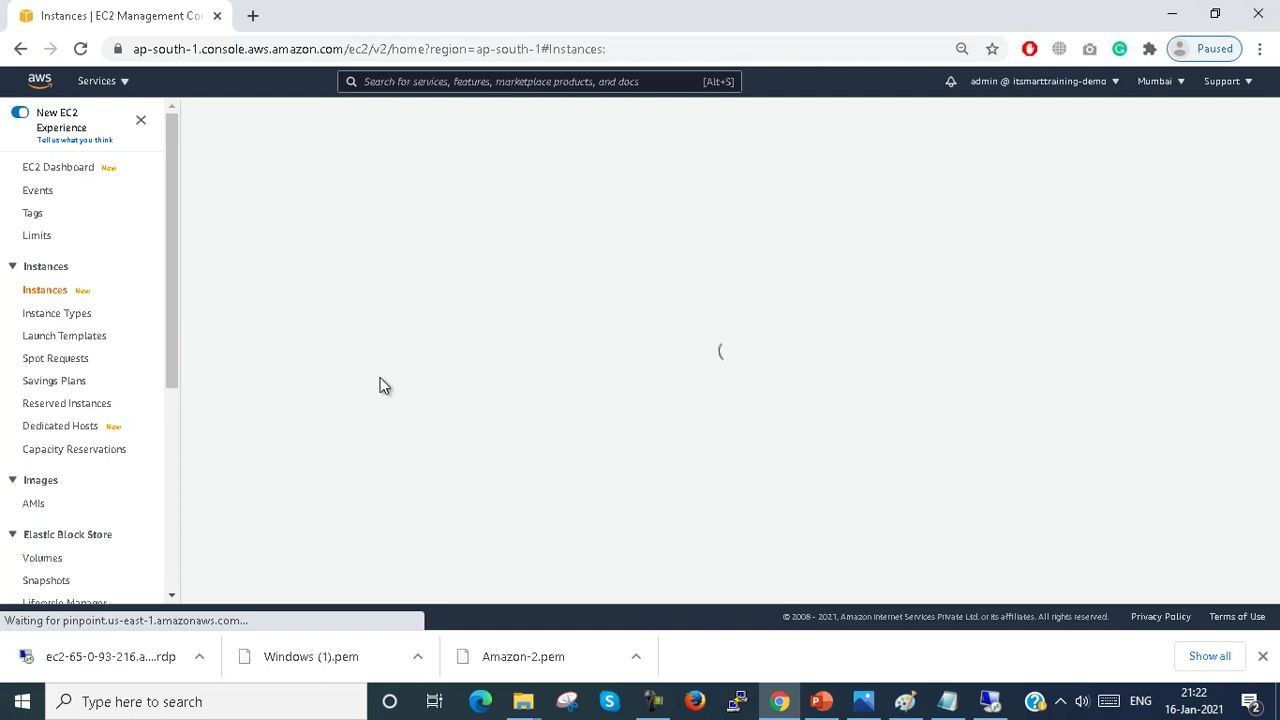 Instances | EC2 Management Con
ap-south-1.console.aws.amazon.com/ec2/v2/home?region=ap-south-1#Instances:
Paused
aws
Services
Search for services, features, marketplace products, and docs
[Alt+S]
admin @ itsmarttraining-demo
Mumbai
Support
New EC2
Experience
Tell us what you think
EC2 Dashboard New
Events
Tags
Limits
Instances
Instances New
Instance Types
Launch Templates
Spot Requests
Savings Plans
Reserved Instances
Dedicated Hosts New
Capacity Reservations
Images
AMIs
Elastic Block Store
Volumes
Snapshots
Lifecycle Manager
Waiting for pinpoint.us-east-1.amazonaws.com...
© 2008 - 2021, Amazon Internet Services Private Ltd. or its affiliates. All rights reserved.
Privacy Policy
Terms of Use
ec2-65-0-93-216.a....rdp
Windows (1).pem
Amazon-2.pem
Show all
Type here to search
ENG
21:22
16-Jan-2021
2